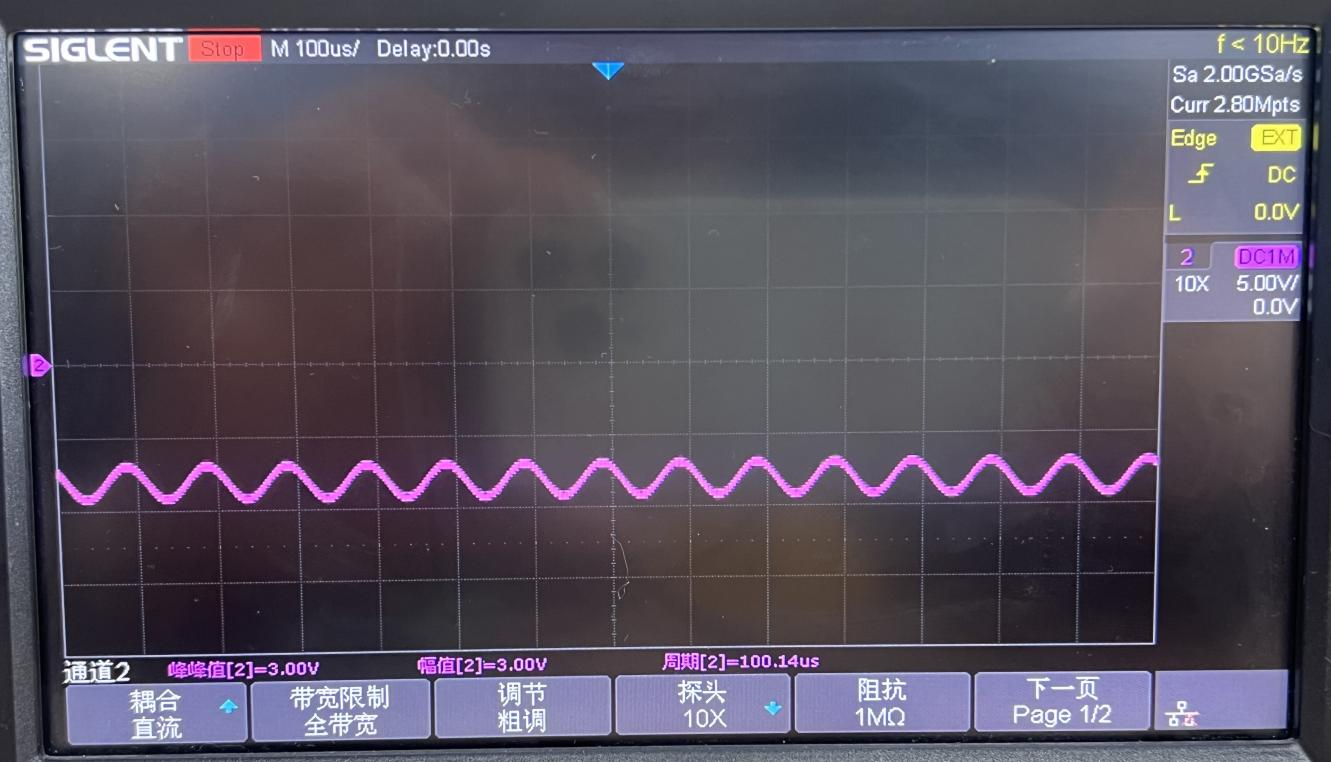 SIGLENT Stop M 100us/ Delay:0.00s f < 10Hz
Sa 2.00GSa/s
Curr 2.80Mpts
Edge EXT
DC
L 0.0V
2 DC1M
10X 5.00V/
0.0V
2
通道2 峰峰值[2]=3.00V 幅值[2]=3.00V 周期[2]=100.14us
耦合 带宽限制 调节 探头 阻抗 下一页
直流 全带宽 粗调 10X 1MΩ Page 1/2